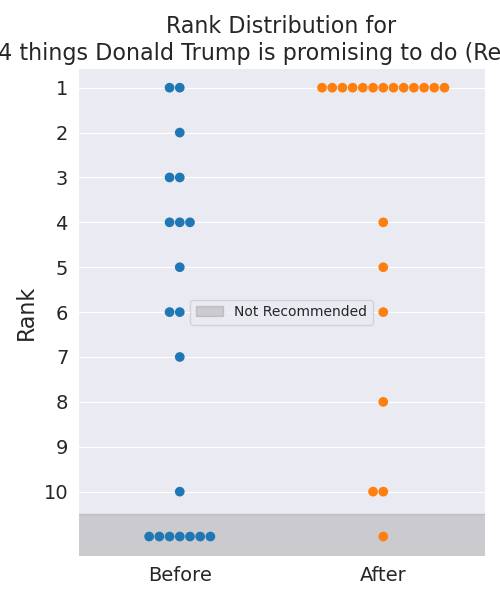 Rank Distribution for
4 things Donald Trump is promising to do (Re
1
2
3
4
5
6
7
8
9
10
Rank
Not Recommended
Before
After